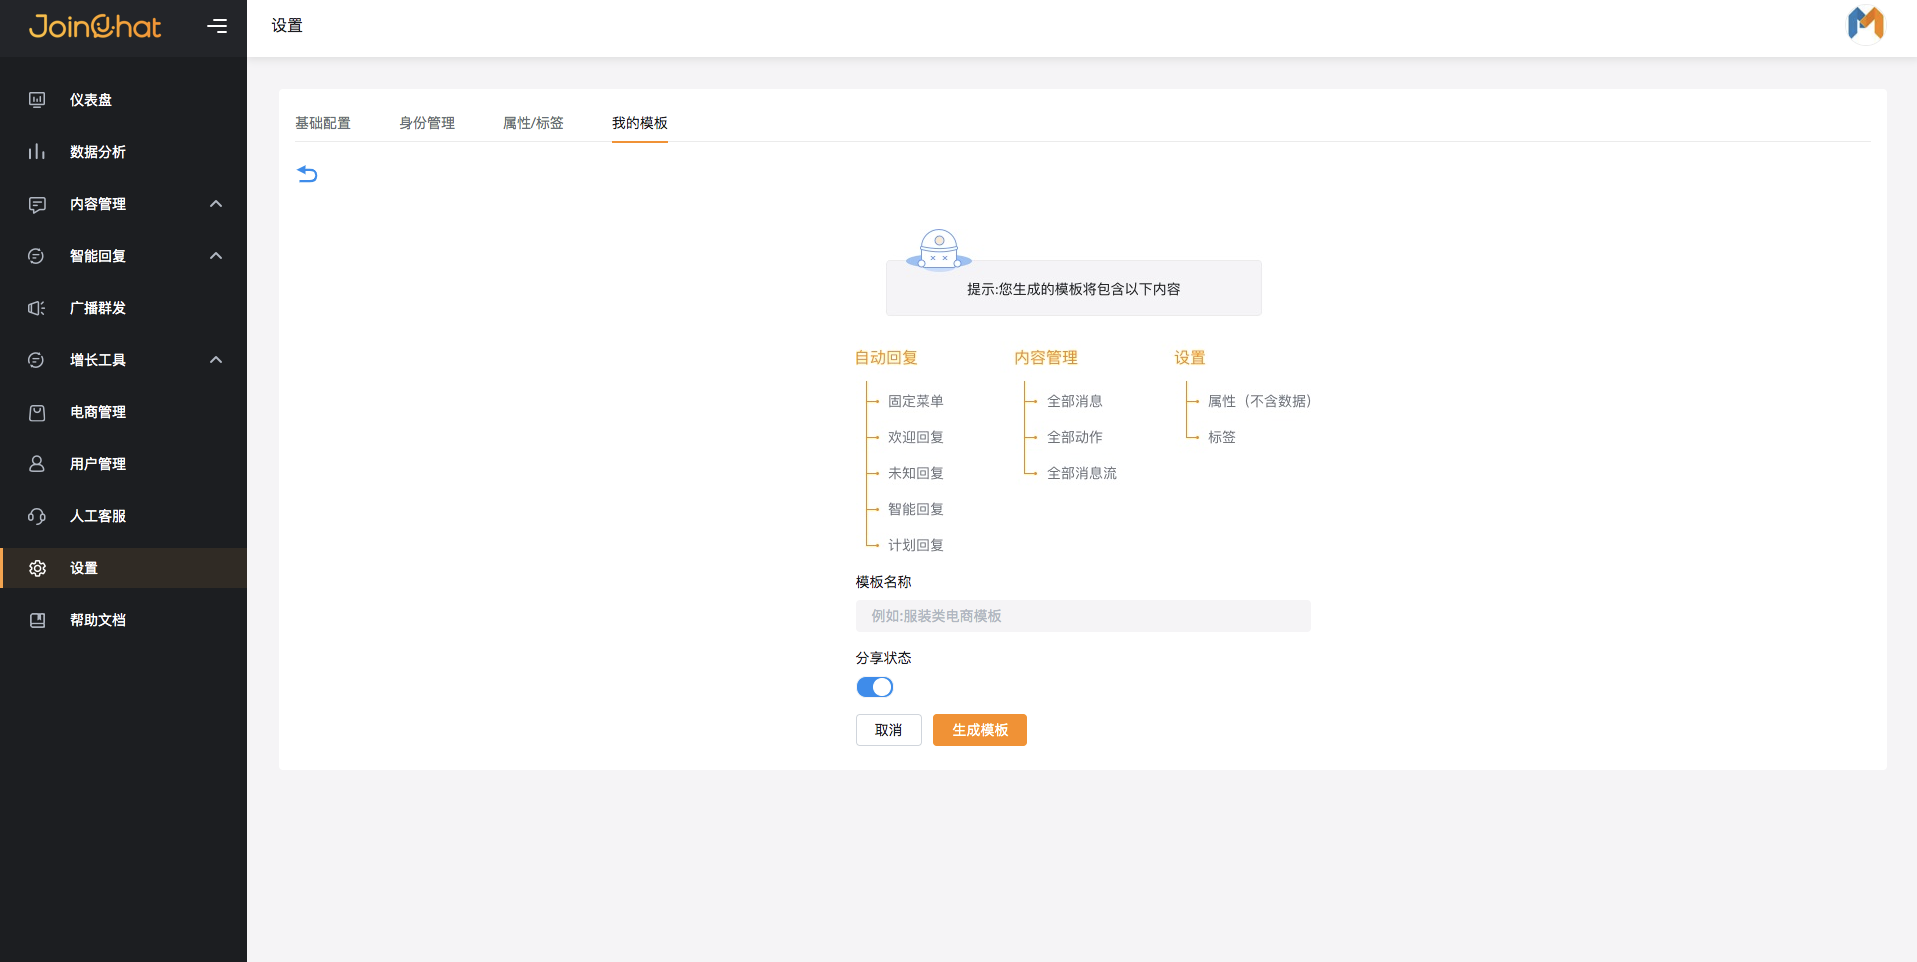 JoinChat
设置
仪表盘
数据分析
内容管理
智能回复
广播群发
增长工具
电商管理
用户管理
人工客服
设置
帮助文档
基础配置
身份管理
属性/标签
我的模板
提示:您生成的模板将包含以下内容
自动回复
固定菜单
欢迎回复
未知回复
智能回复
计划回复
内容管理
全部消息
全部动作
全部消息流
设置
属性（不含数据）
标签
模板名称
例如:服装类电商模板
分享状态
取消
生成模板